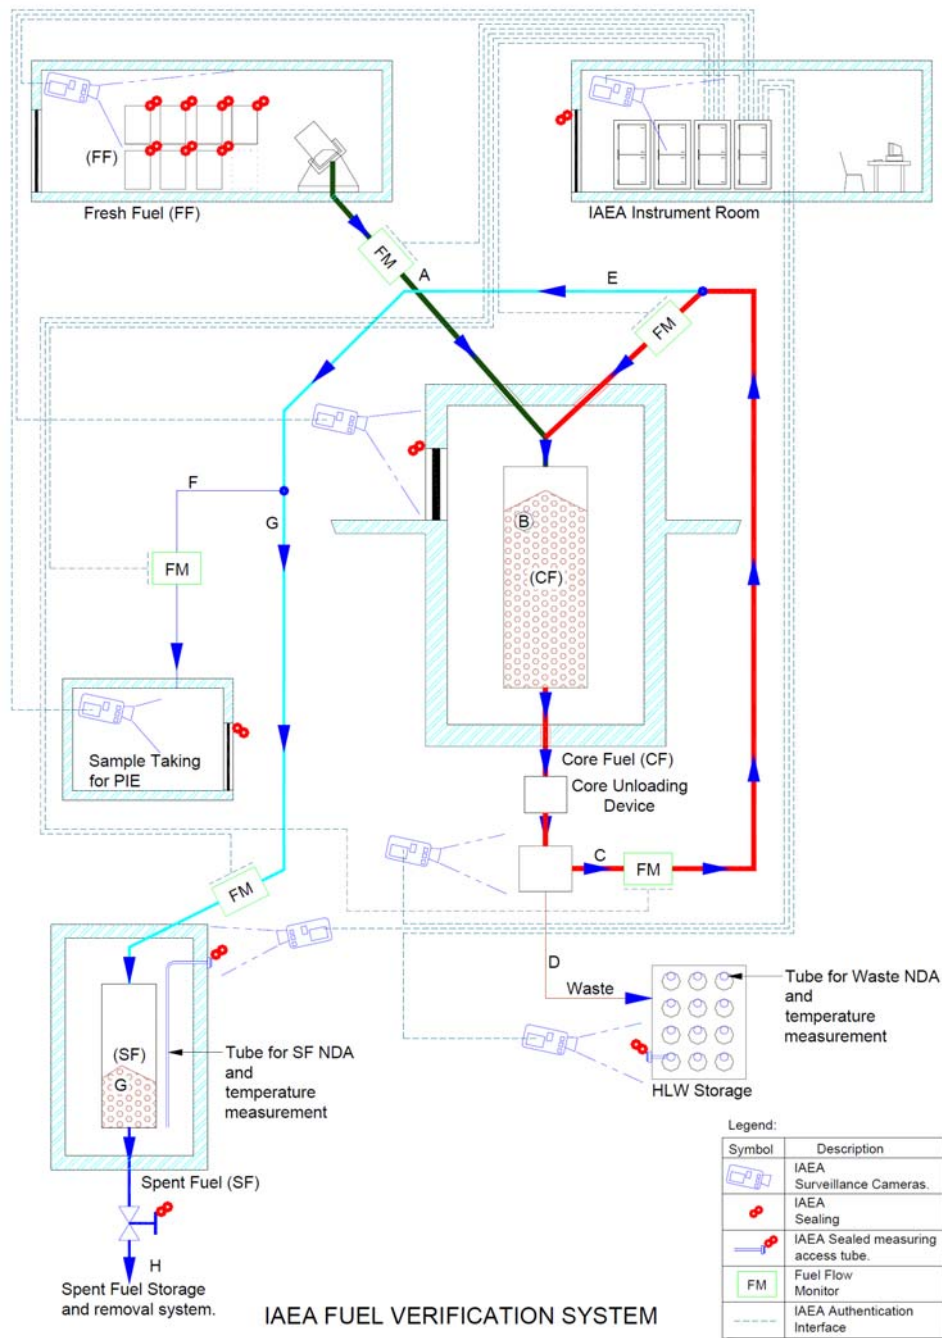 (FF)
Fresh Fuel (FF)
IAEA Instrument Room
FM
A
E
FM
F
G
B
(CF)
FM
Sample Taking
for PIE
Core Fuel (CF)
Core Unloading
Device
C
FM
FM
D
Waste
Tube for Waste NDA
and
temperature
measurement
HLW Storage
(SF)
G
Tube for SF NDA
and
temperature
measurement
Spent Fuel (SF)
H
Spent Fuel Storage
and removal system.
IAEA FUEL VERIFICATION SYSTEM
Legend:
Symbol Description
IAEA
Surveillance Cameras.
IAEA
Sealing
IAEA Sealed measuring
access tube.
FM Fuel Flow
Monitor
IAEA Authentication
Interface